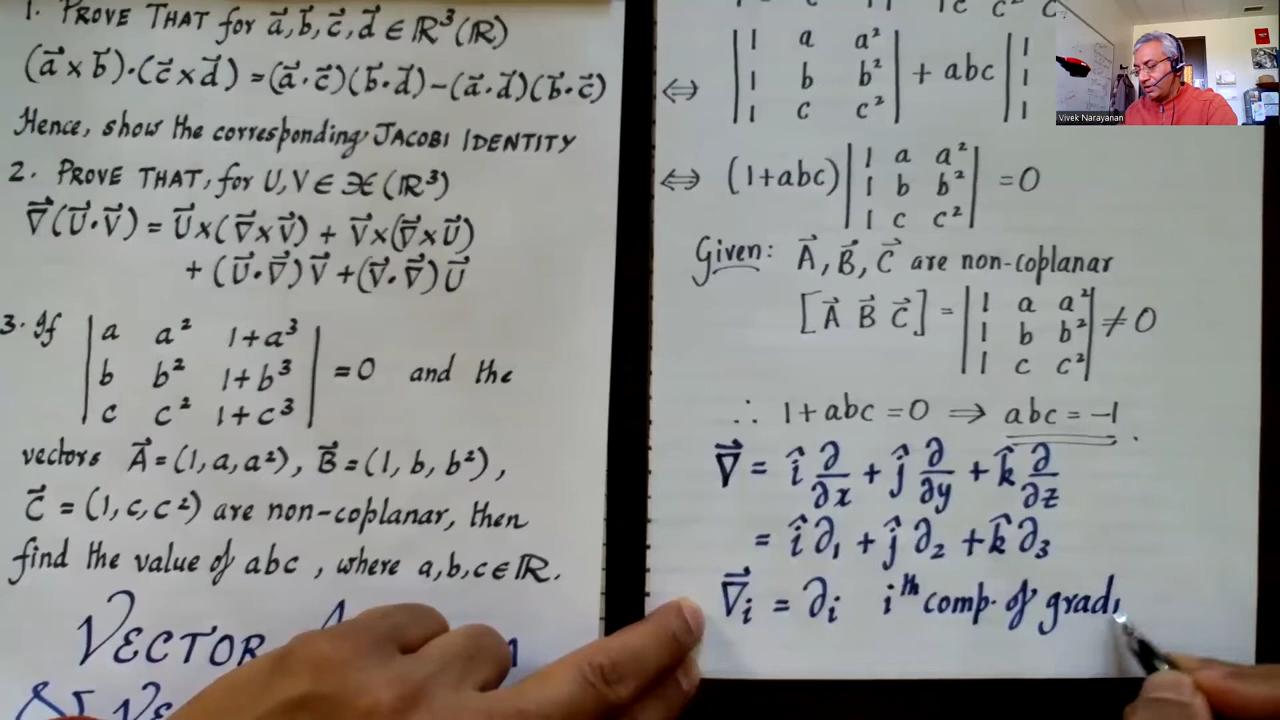 1. PROVE THAT for a⃗, b⃗, c⃗, d⃗ ∈ ℝ³(ℝ)
(a⃗ × b⃗)·(c⃗ × d⃗) = (a⃗·c⃗)(b⃗·d⃗) − (a⃗·d⃗)(b⃗·c⃗)
Hence, show the corresponding JACOBI IDENTITY
2. PROVE THAT, for U, V ∈ 𝔛(ℝ³)
∇⃗(U⃗·V⃗) = U⃗×(∇⃗×V⃗) + V⃗×(∇⃗×U⃗)
+ (U⃗·∇⃗)V⃗ + (V⃗·∇⃗)U⃗
3. If | a a² 1+a³ |
| b b² 1+b³ | = 0 and the
| c c² 1+c³ |
vectors A⃗ = (1, a, a²), B⃗ = (1, b, b²),
C⃗ = (1, c, c²) are non-coplanar, then
find the value of abc, where a, b, c ∈ ℝ.
VECTOR
| 1 a a² | | 1
⇔ | 1 b b² | + abc | 1
| 1 c c² | | 1
| 1 a a² |
⇔ (1+abc) | 1 b b² | = 0
| 1 c c² |
Given: A⃗, B⃗, C⃗ are non-coplanar
| 1 a a² |
[A⃗ B⃗ C⃗] = | 1 b b² | ≠ 0
| 1 c c² |
∴ 1 + abc = 0 ⇒ abc = −1.
∇⃗ = î ∂/∂x + ĵ ∂/∂y + k̂ ∂/∂z
= î ∂₁ + ĵ ∂₂ + k̂ ∂₃
∇⃗ᵢ = ∂ᵢ iᵗʰ comp. of gradi
Vivek Narayanan